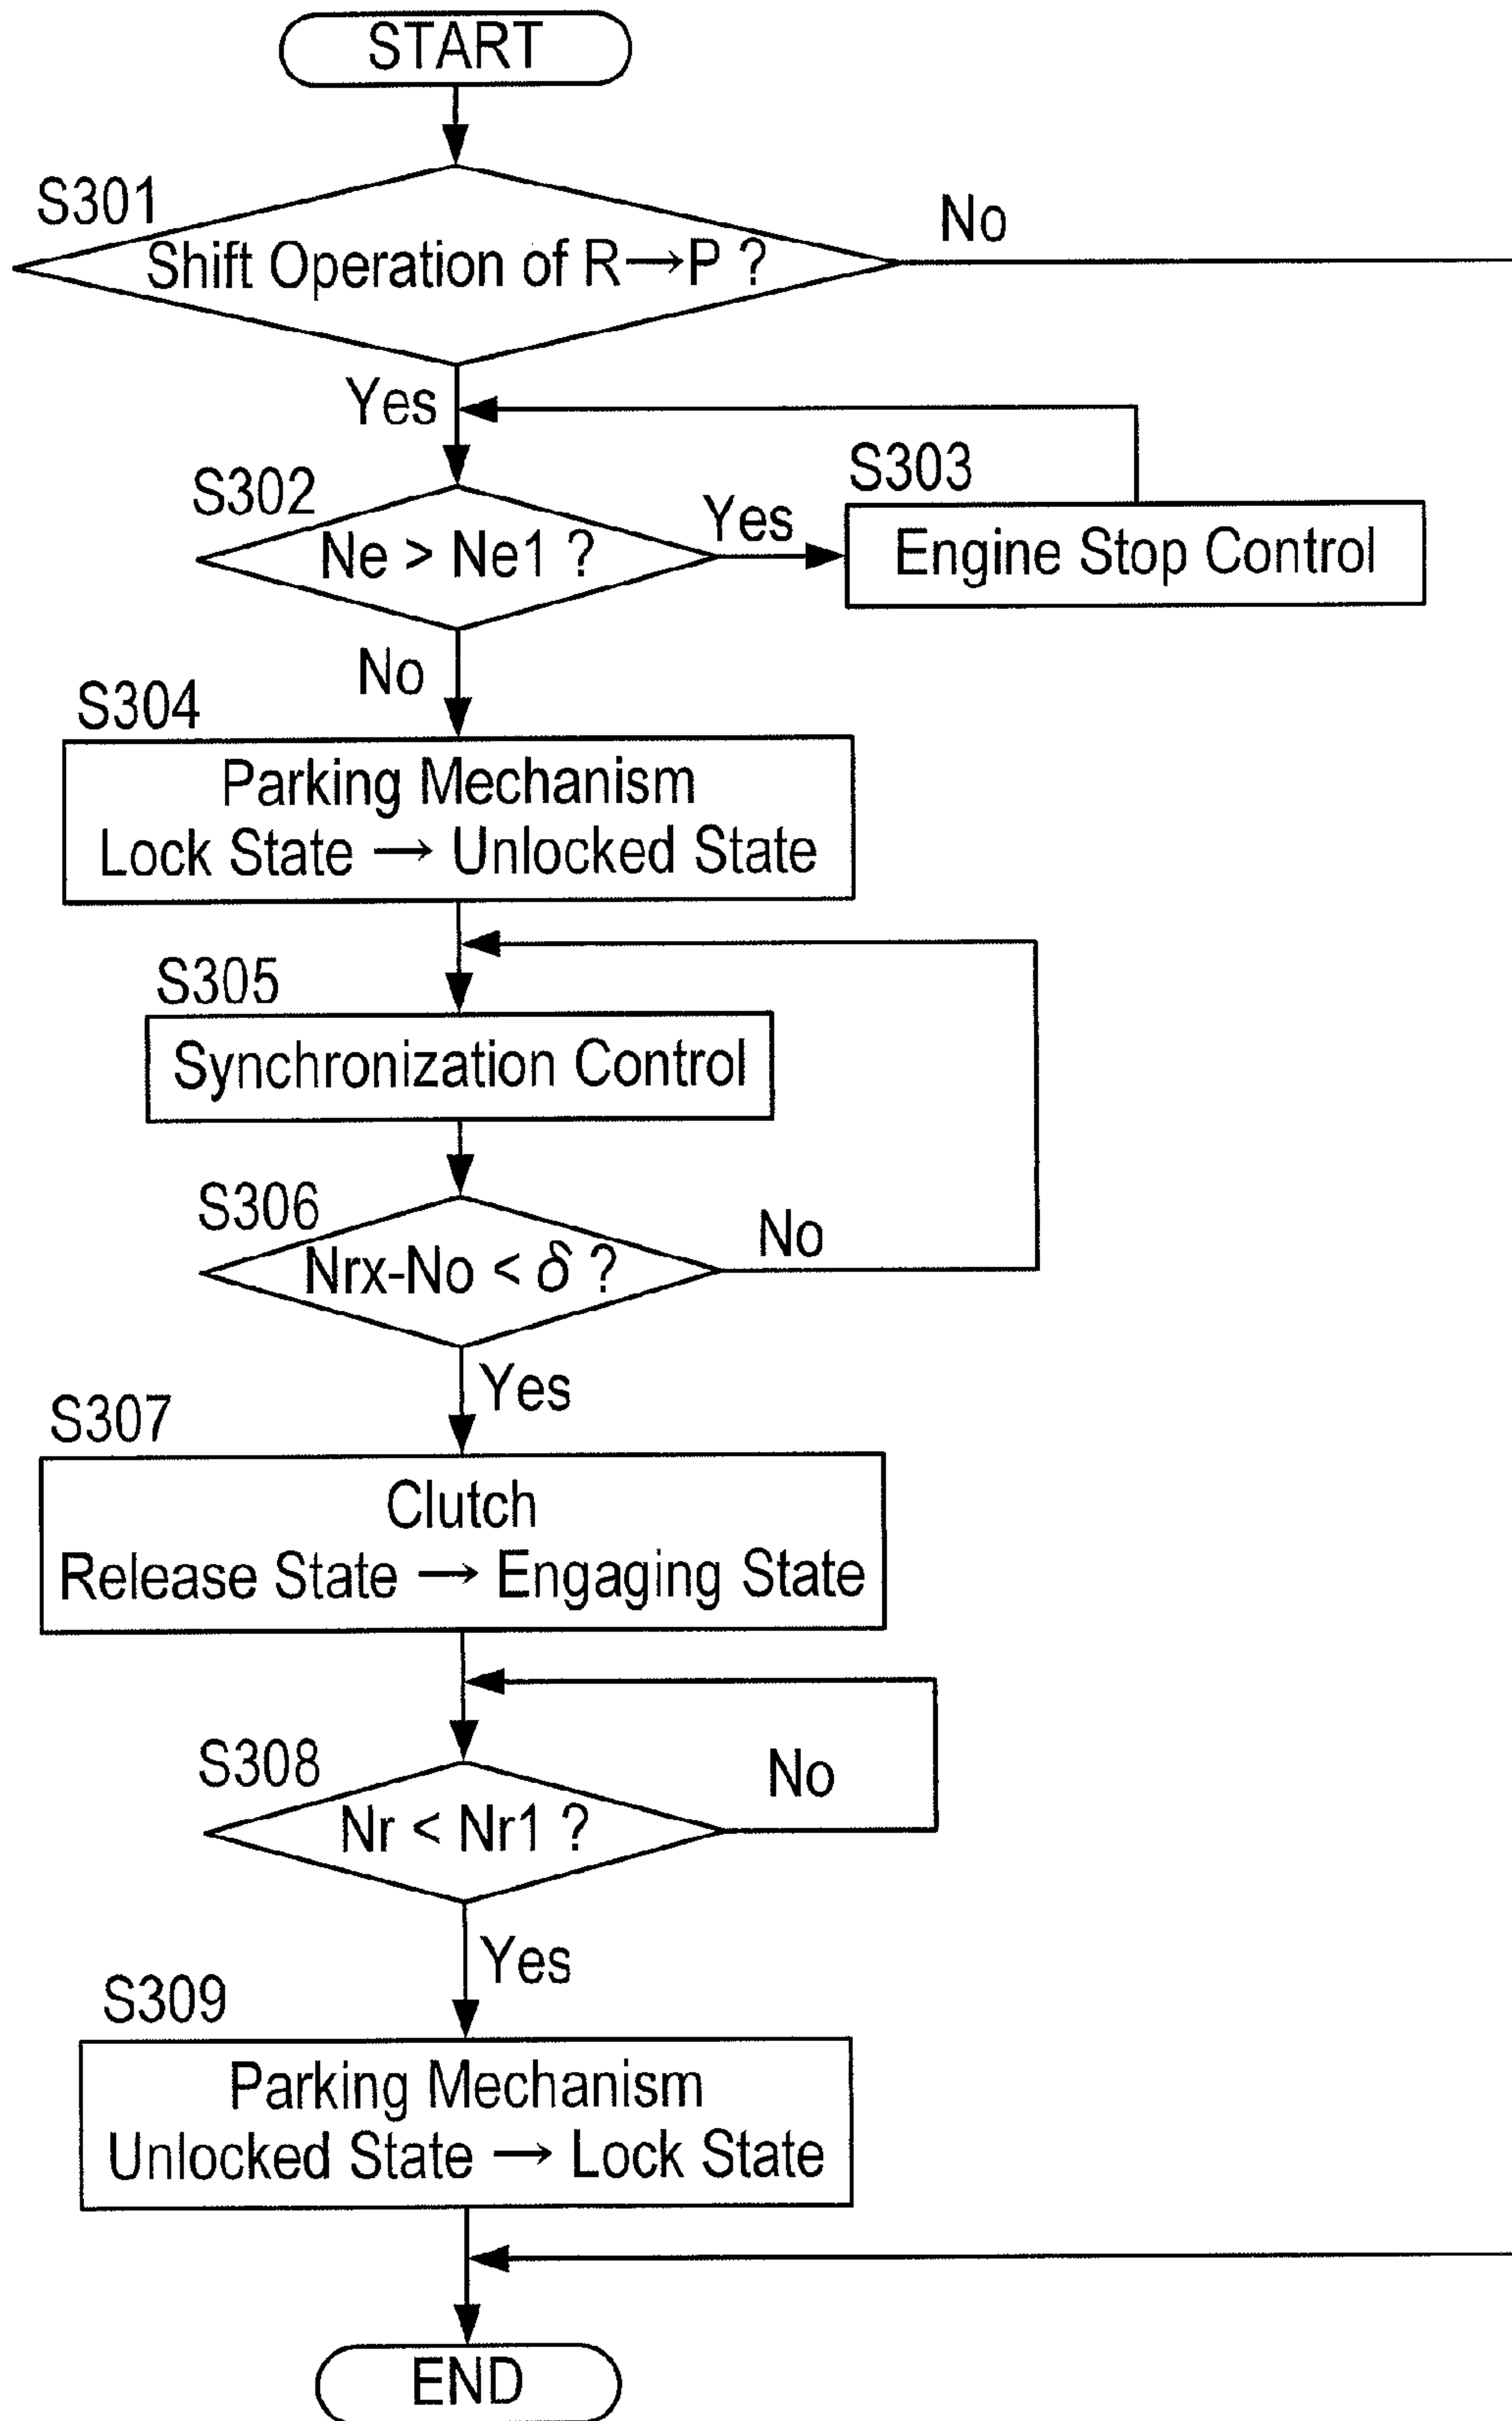 START
S301
Shift Operation of R→P ?
No
Yes
S302
Ne > Ne1 ?
Yes
S303
Engine Stop Control
No
S304
Parking Mechanism
Lock State → Unlocked State
S305
Synchronization Control
S306
Nrx-No < δ ?
No
Yes
S307
Clutch
Release State → Engaging State
S308
Nr < Nr1 ?
No
Yes
S309
Parking Mechanism
Unlocked State → Lock State
END